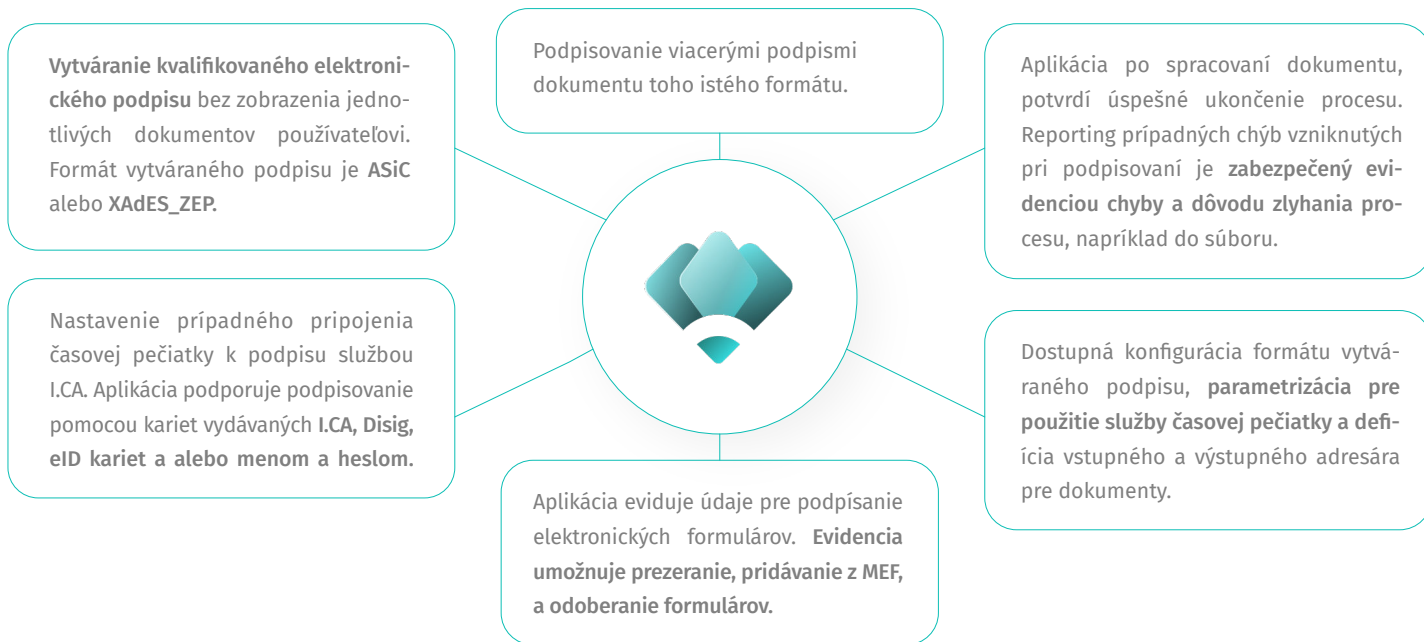 Vytváranie kvalifikovaného elektroni-
ckého podpisu bez zobrazenia jedno-
tlivých dokumentov používateľovi.
Formát vytváraného podpisu je ASiC
alebo XAdES_ZEP.
Podpisovanie viacerými podpismi
dokumentu toho istého formátu.
Aplikácia po spracovaní dokumentu,
potvrdí úspešné ukončenie procesu.
Reporting prípadných chýb vzniknutých
pri podpisovaní je zabezpečený evi-
denciou chyby a dôvodu zlyhania pro-
cesu, napríklad do súboru.
Nastavenie prípadného pripojenia
časovej pečiatky k podpisu službou
I.CA. Aplikácia podporuje podpisovanie
pomocou kariet vydávaných I.CA, Disig,
eID kariet a alebo menom a heslom.
Dostupná konfigurácia formátu vytvá-
raného podpisu, parametrizácia pre
použitie služby časovej pečiatky a defi-
ícia vstupného a výstupného adresára
pre dokumenty.
Aplikácia eviduje údaje pre podpísanie
elektronických formulárov. Evidencia
umožnuje prezeranie, pridávanie z MEF,
a odoberanie formulárov.